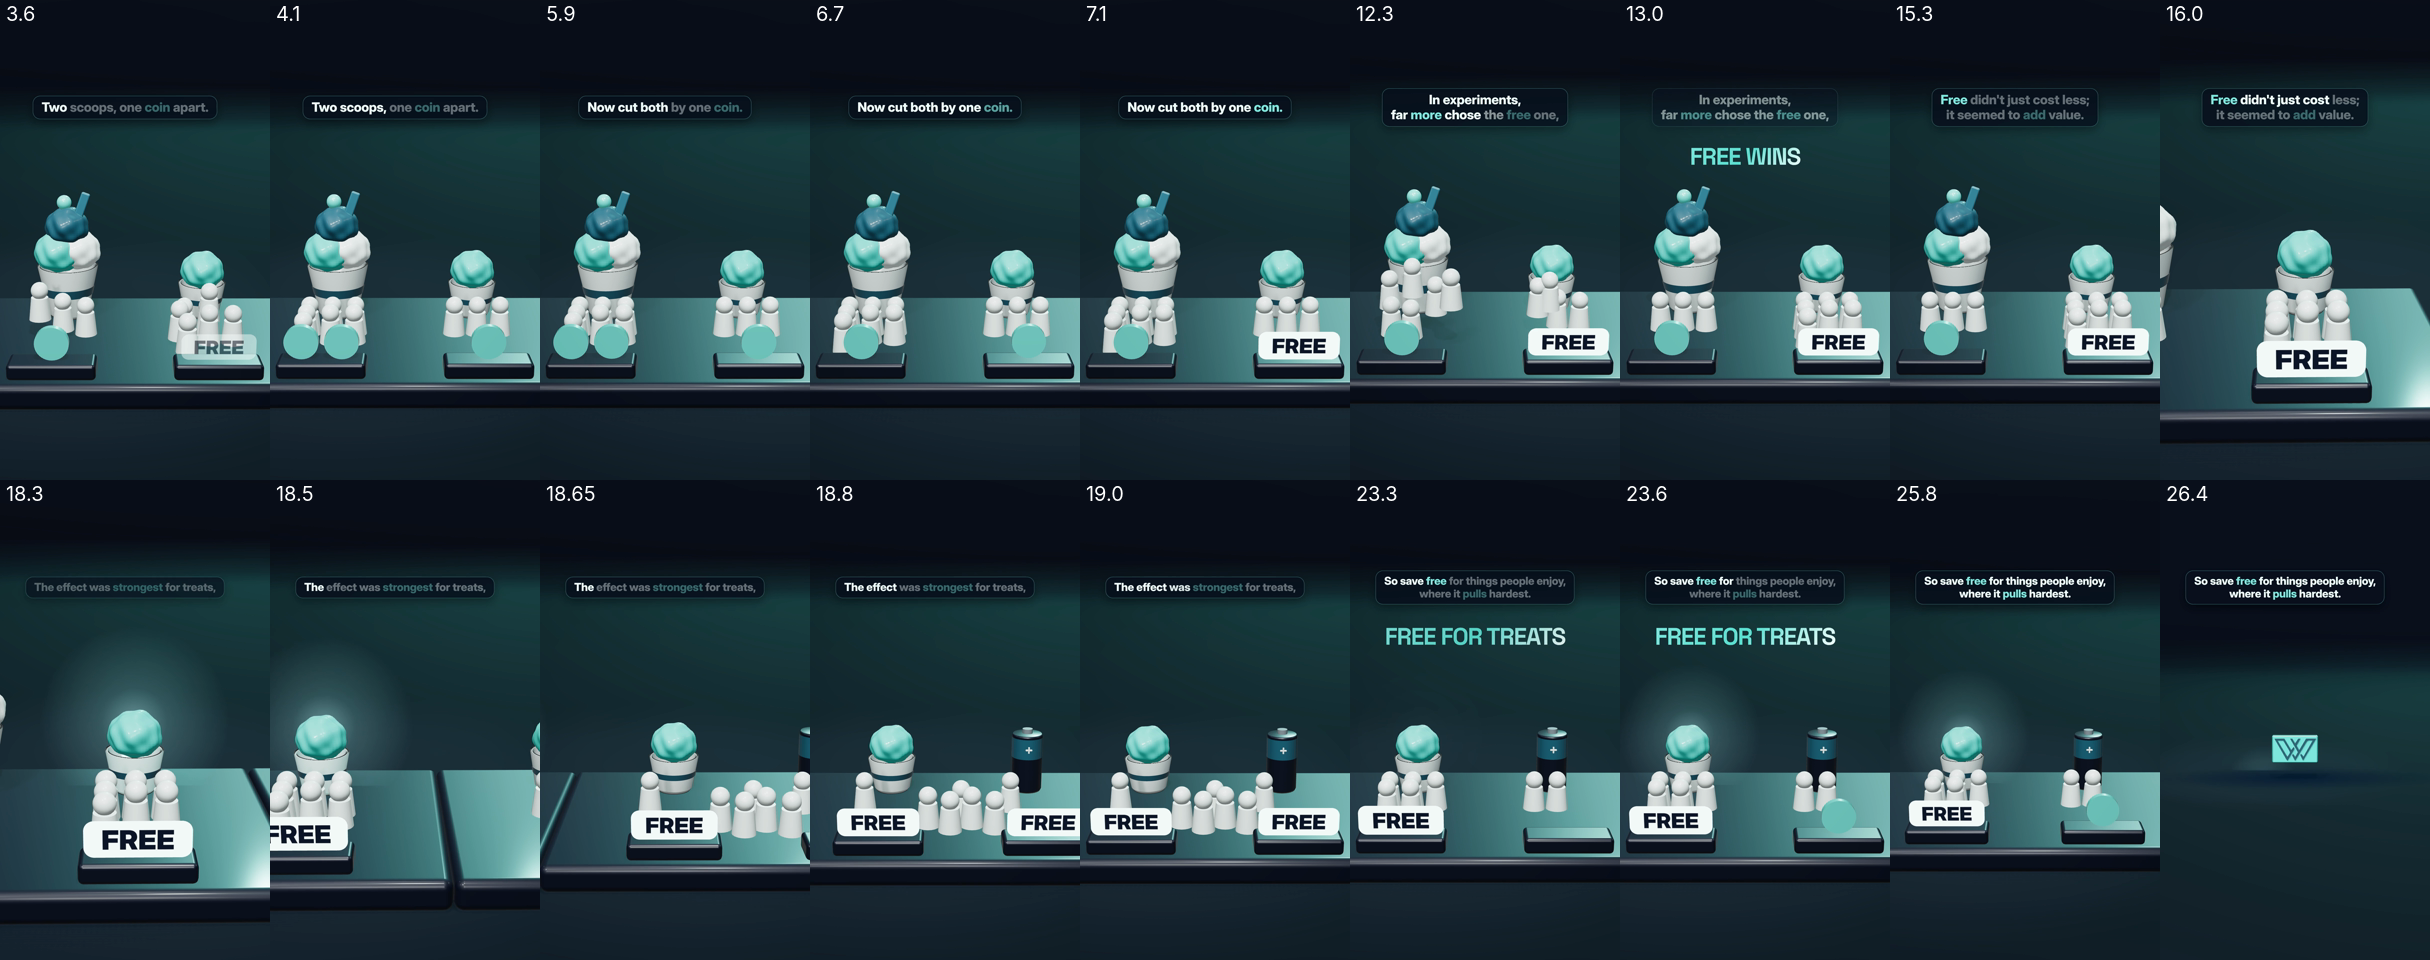 3.6
4.1
5.9
6.7
7.1
12.3
13.0
15.3
16.0
Two scoops, one coin apart.
FREE
Two scoops, one coin apart.
Now cut both by one coin.
Now cut both by one coin.
Now cut both by one coin.
FREE
In experiments,
far more chose the free one,
FREE
In experiments,
far more chose the free one,
FREE WINS
FREE
Free didn't just cost less;
it seemed to add value.
FREE
Free didn't just cost less;
it seemed to add value.
FREE
18.3
18.5
18.65
18.8
19.0
23.3
23.6
25.8
26.4
The effect was strongest for treats,
FREE
The effect was strongest for treats,
FREE
The effect was strongest for treats,
FREE
The effect was strongest for treats,
FREE
+
FREE
The effect was strongest for treats,
FREE
+
FREE
So save free for things people enjoy,
where it pulls hardest.
FREE FOR TREATS
+
FREE
So save free for things people enjoy,
where it pulls hardest.
FREE FOR TREATS
+
FREE
So save free for things people enjoy,
where it pulls hardest.
+
FREE
So save free for things people enjoy,
where it pulls hardest.
W